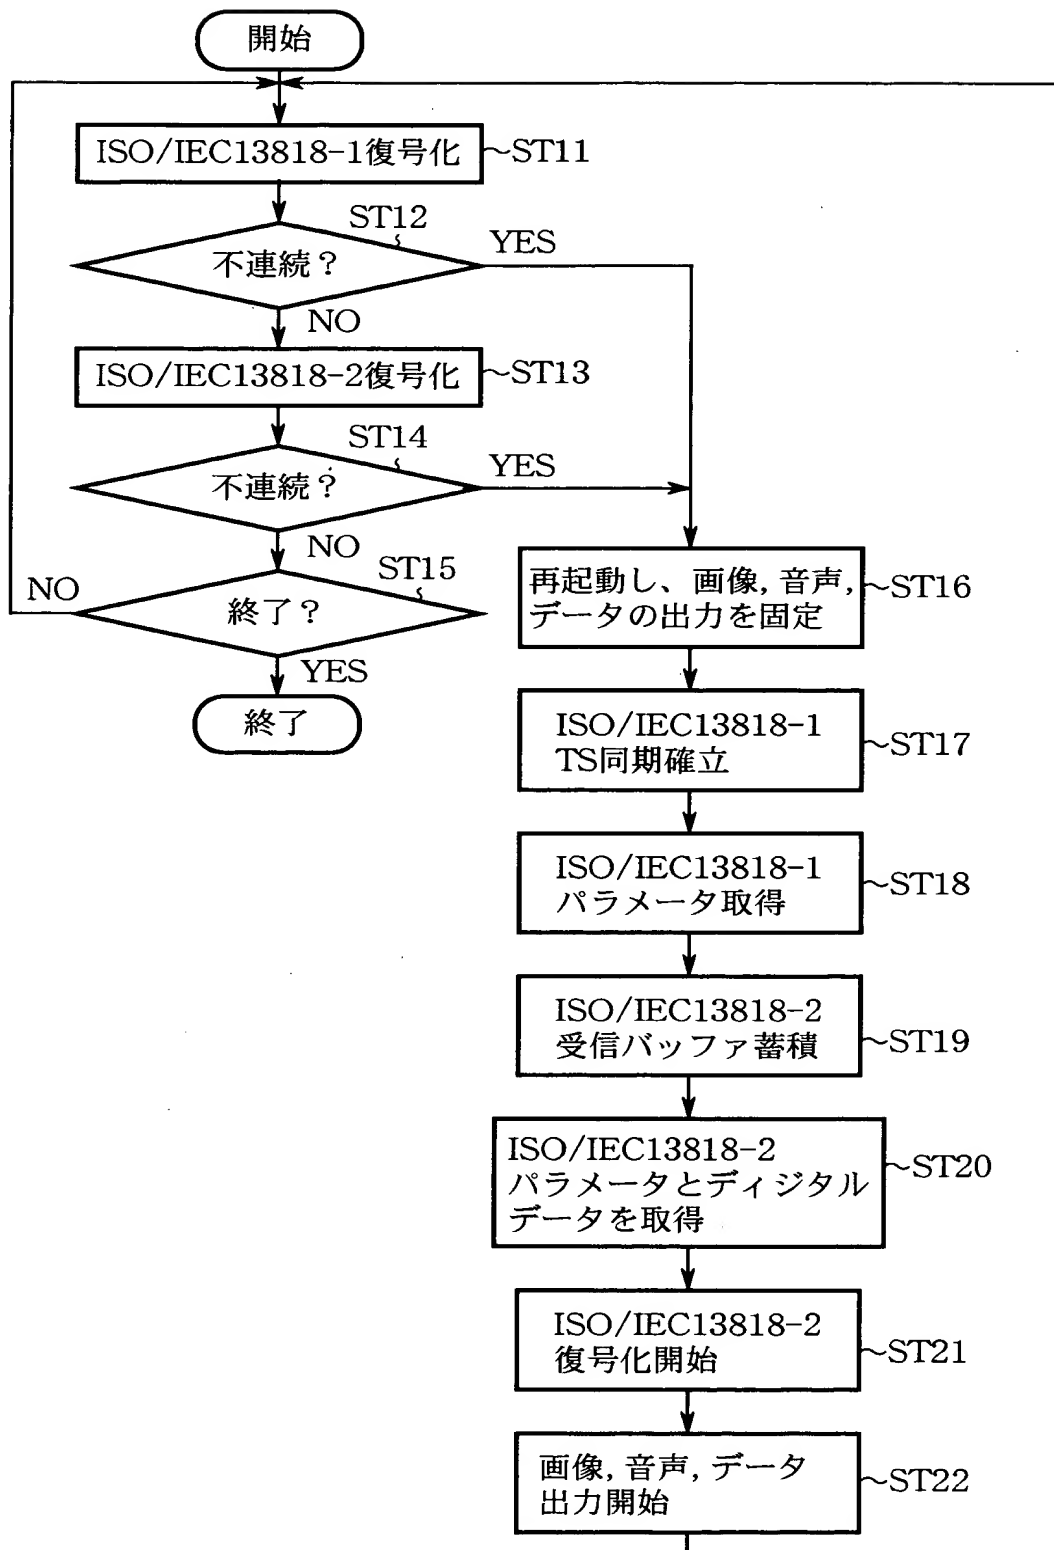 開始
ISO/IEC13818-1復号化
~ST11
ST12
不連続?
YES
NO
ISO/IEC13818-2復号化
~ST13
ST14
不連続?
YES
NO
ST15
終了?
NO
YES
終了
再起動し、画像,音声,
データの出力を固定
~ST16
ISO/IEC13818-1
TS同期確立
~ST17
ISO/IEC13818-1
パラメータ取得
~ST18
ISO/IEC13818-2
受信バッファ蓄積
~ST19
ISO/IEC13818-2
パラメータとディジタル
データを取得
~ST20
ISO/IEC13818-2
復号化開始
~ST21
画像,音声,データ
出力開始
~ST22